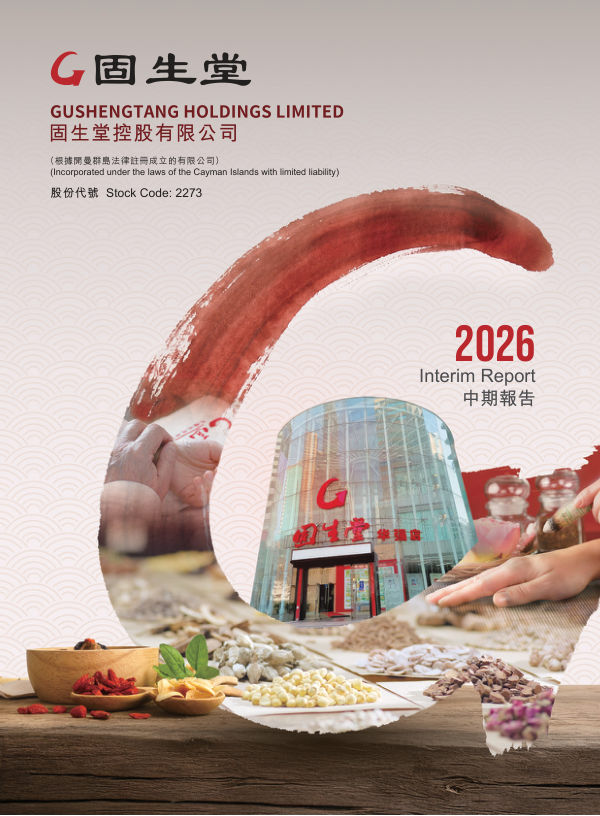 固生堂
GUSHENGTANG HOLDINGS LIMITED
固生堂控股有限公司
（根據開曼群島法律註冊成立的有限公司）
(Incorporated under the laws of the Cayman Islands with limited liability)
股份代號 Stock Code: 2273
2026
Interim Report
中期報告
固生堂